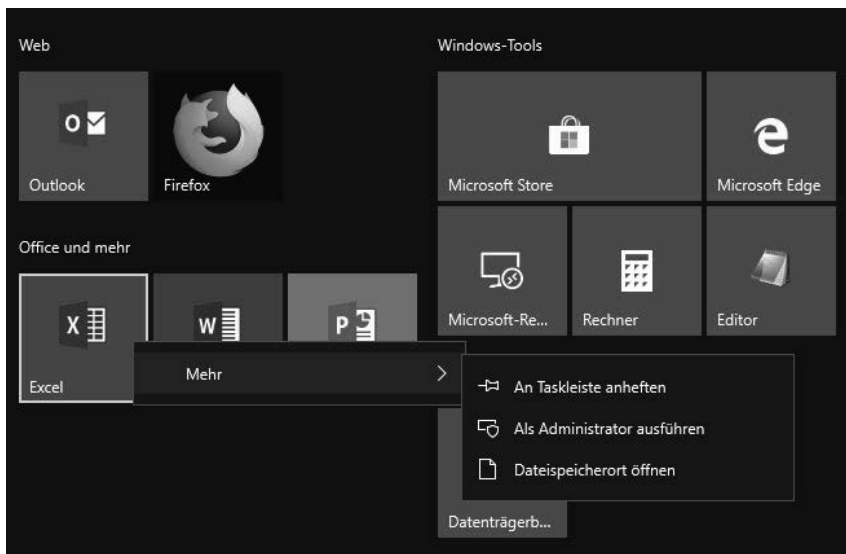 Web
Outlook
Firefox
Office und mehr
Excel
Mehr
Windows-Tools
Microsoft Store
Microsoft Edge
Microsoft-Re...
Rechner
Editor
An Taskleiste anheften
Als Administrator ausführen
Dateispeicherort öffnen
Datenträgerb...